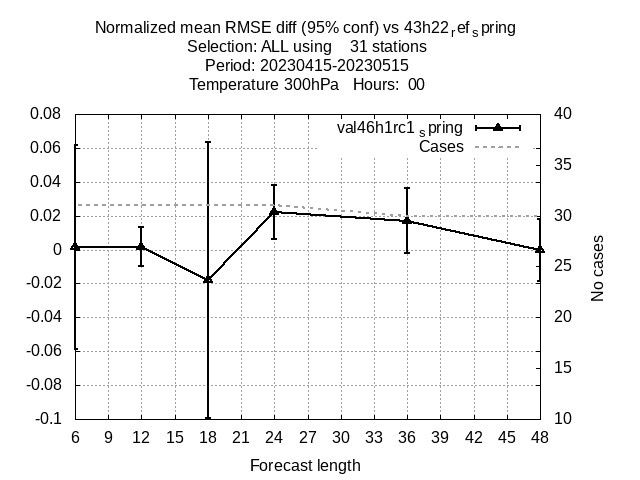 Normalized mean RMSE diff (95% conf) vs 43h22refspring
Selection: ALL using 31 stations
Period: 20230415-20230515
Temperature 300hPa Hours: 00
val46h1rc1spring
Cases
0.08
0.06
0.04
0.02
0
-0.02
-0.04
-0.06
-0.08
-0.1
40
35
30
25
20
15
10
No cases
6 9 12 15 18 21 24 27 30 33 36 39 42 45 48
Forecast length